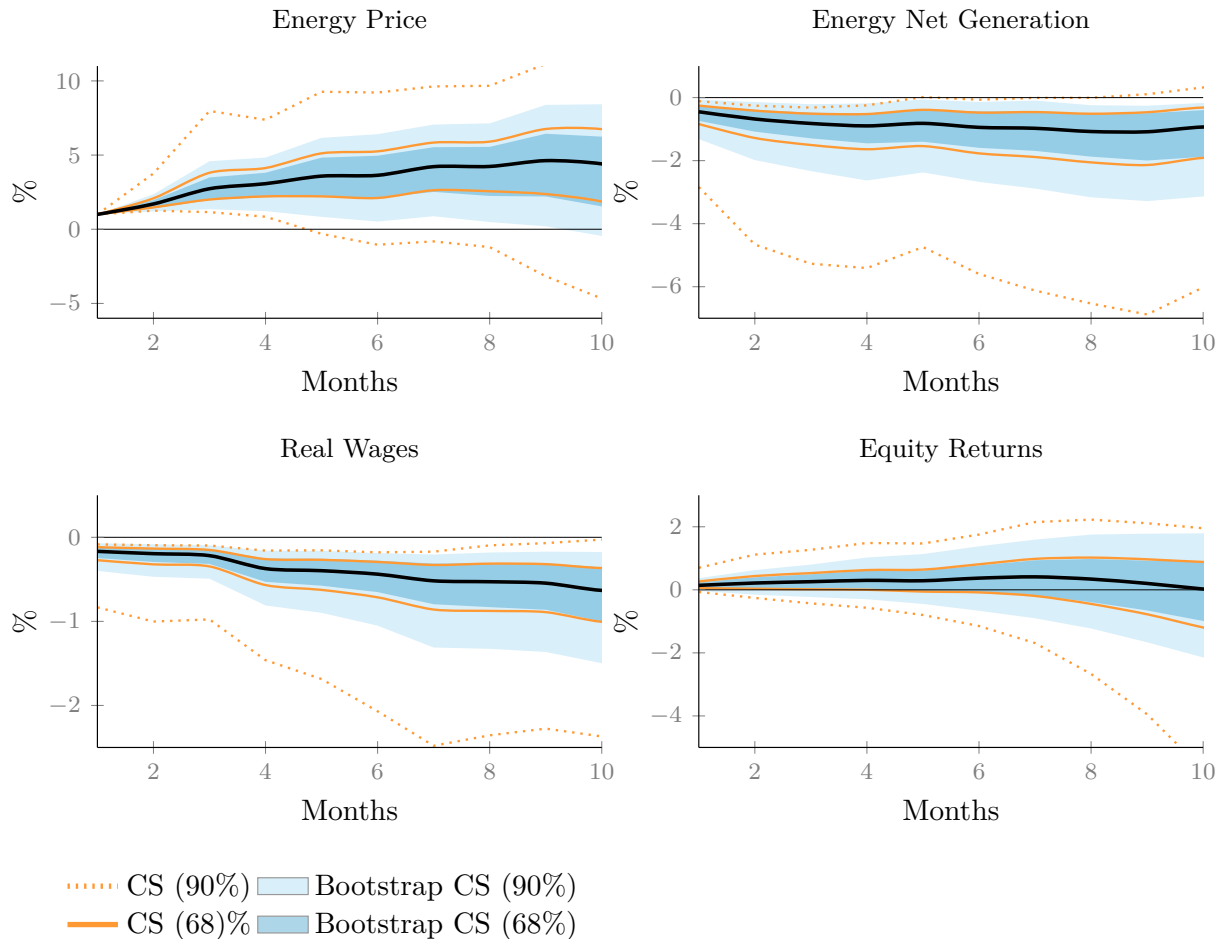 Energy Price
Energy Net Generation
10
5
0
−5
%
2 4 6 8 10
Months
0
−2
−4
−6
%
2 4 6 8 10
Months
Real Wages
Equity Returns
0
−1
−2
%
2 4 6 8 10
Months
2
0
−2
−4
%
2 4 6 8 10
Months
CS (90%) Bootstrap CS (90%)
CS (68)% Bootstrap CS (68%)